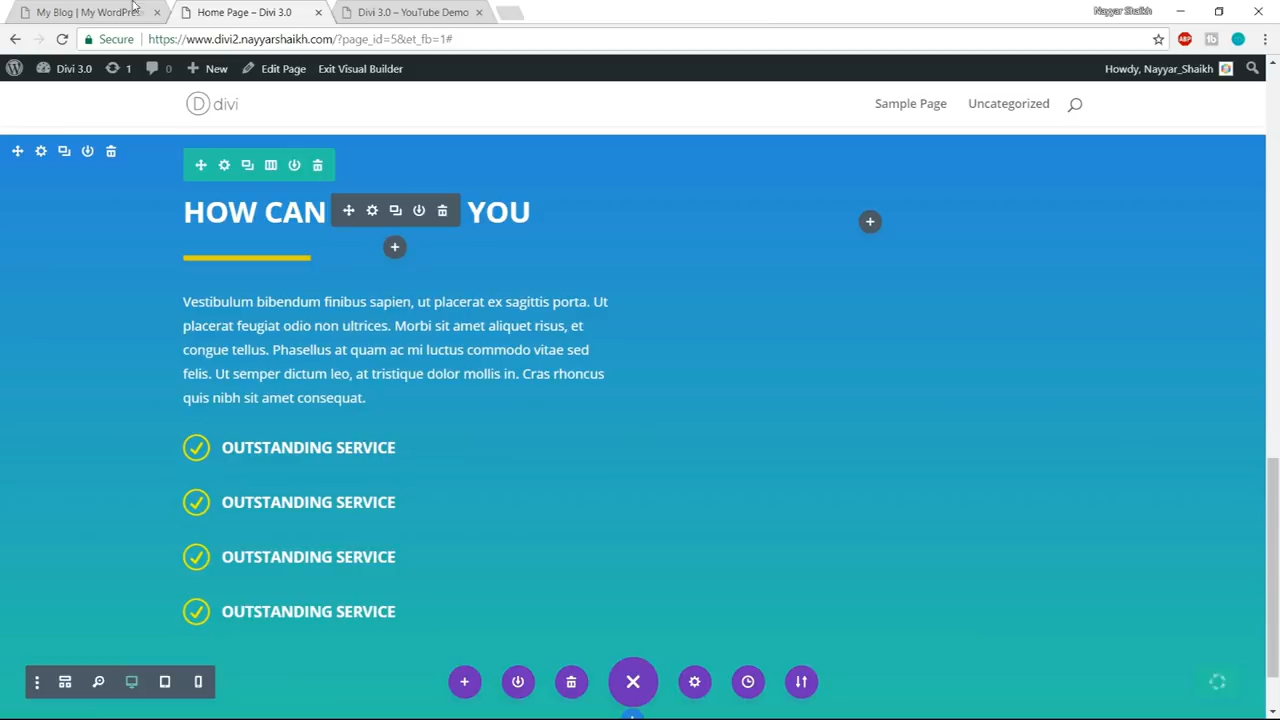 My Blog | My WordPress
Home Page – Divi 3.0
Divi 3.0 – YouTube Demo
Nayyar Shaikh
Secure
https://www.divi2.nayyarshaikh.com/?page_id=5&et_fb=1#
Divi 3.0
1
0
New
Edit Page
Exit Visual Builder
Howdy, Nayyar_Shaikh
D divi
Sample Page
Uncategorized
HOW CAN
YOU
Vestibulum bibendum finibus sapien, ut placerat ex sagittis porta. Ut
placerat feugiat odio non ultrices. Morbi sit amet aliquet risus, et
congue tellus. Phasellus at quam ac mi luctus commodo vitae sed
felis. Ut semper dictum leo, at tristique dolor mollis in. Cras rhoncus
quis nibh sit amet consequat.
OUTSTANDING SERVICE
OUTSTANDING SERVICE
OUTSTANDING SERVICE
OUTSTANDING SERVICE